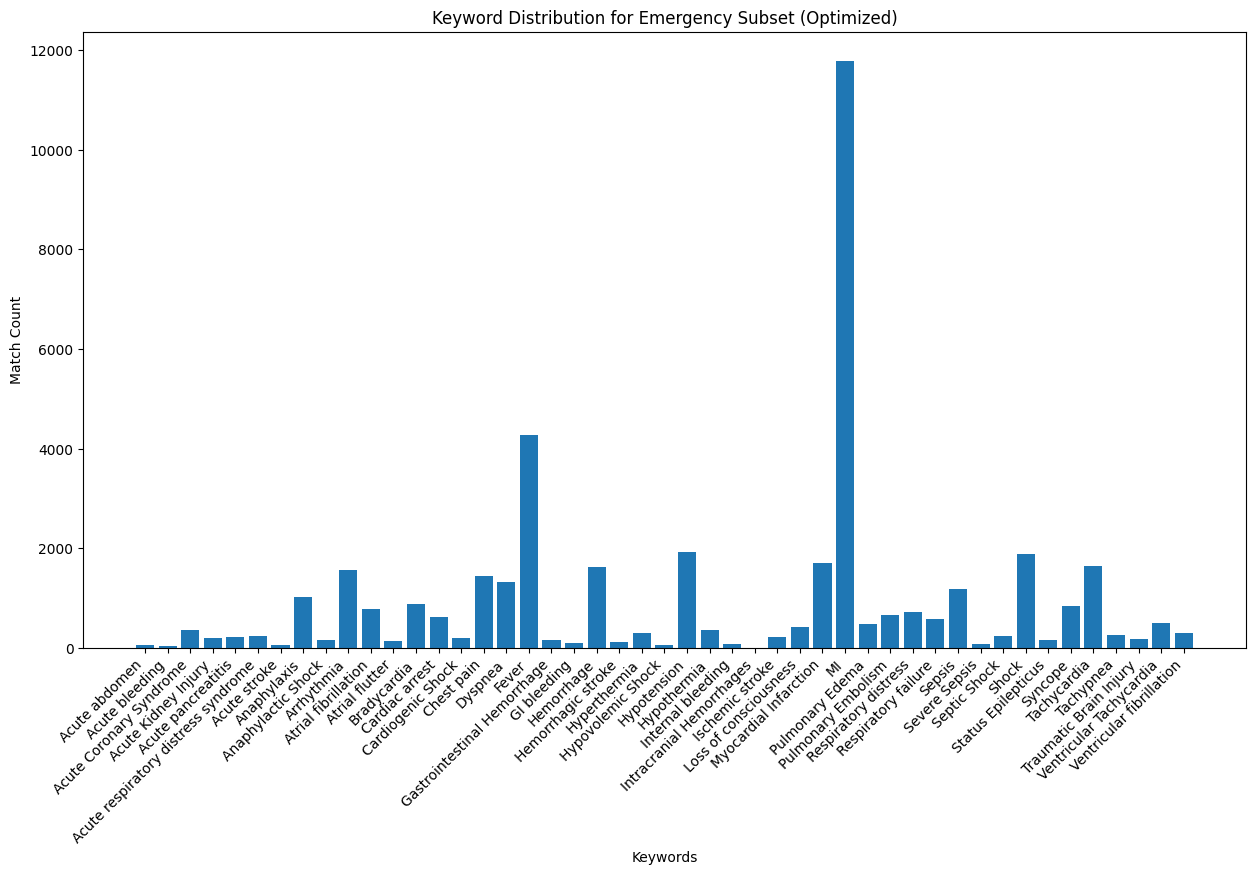 Keyword Distribution for Emergency Subset (Optimized)
12000
10000
8000
6000
4000
2000
0
Match Count
Acute abdomen
Acute bleeding
Acute Coronary Syndrome
Acute Kidney Injury
Acute pancreatitis
Acute respiratory distress syndrome
Acute stroke
Anaphylaxis
Anaphylactic Shock
Arrhythmia
Atrial fibrillation
Atrial flutter
Bradycardia
Cardiac arrest
Cardiogenic Shock
Chest pain
Dyspnea
Fever
Gastrointestinal Hemorrhage
GI bleeding
Hemorrhage
Hemorrhagic stroke
Hyperthermia
Hypovolemic Shock
Hypotension
Hypothermia
Internal bleeding
Intracranial Hemorrhages
Ischemic stroke
Loss of consciousness
Myocardial Infarction
MI
Pulmonary Edema
Pulmonary Embolism
Respiratory distress
Respiratory failure
Sepsis
Severe Sepsis
Septic Shock
Shock
Status Epilepticus
Syncope
Tachycardia
Tachypnea
Traumatic Brain Injury
Ventricular Tachycardia
Ventricular fibrillation
Keywords